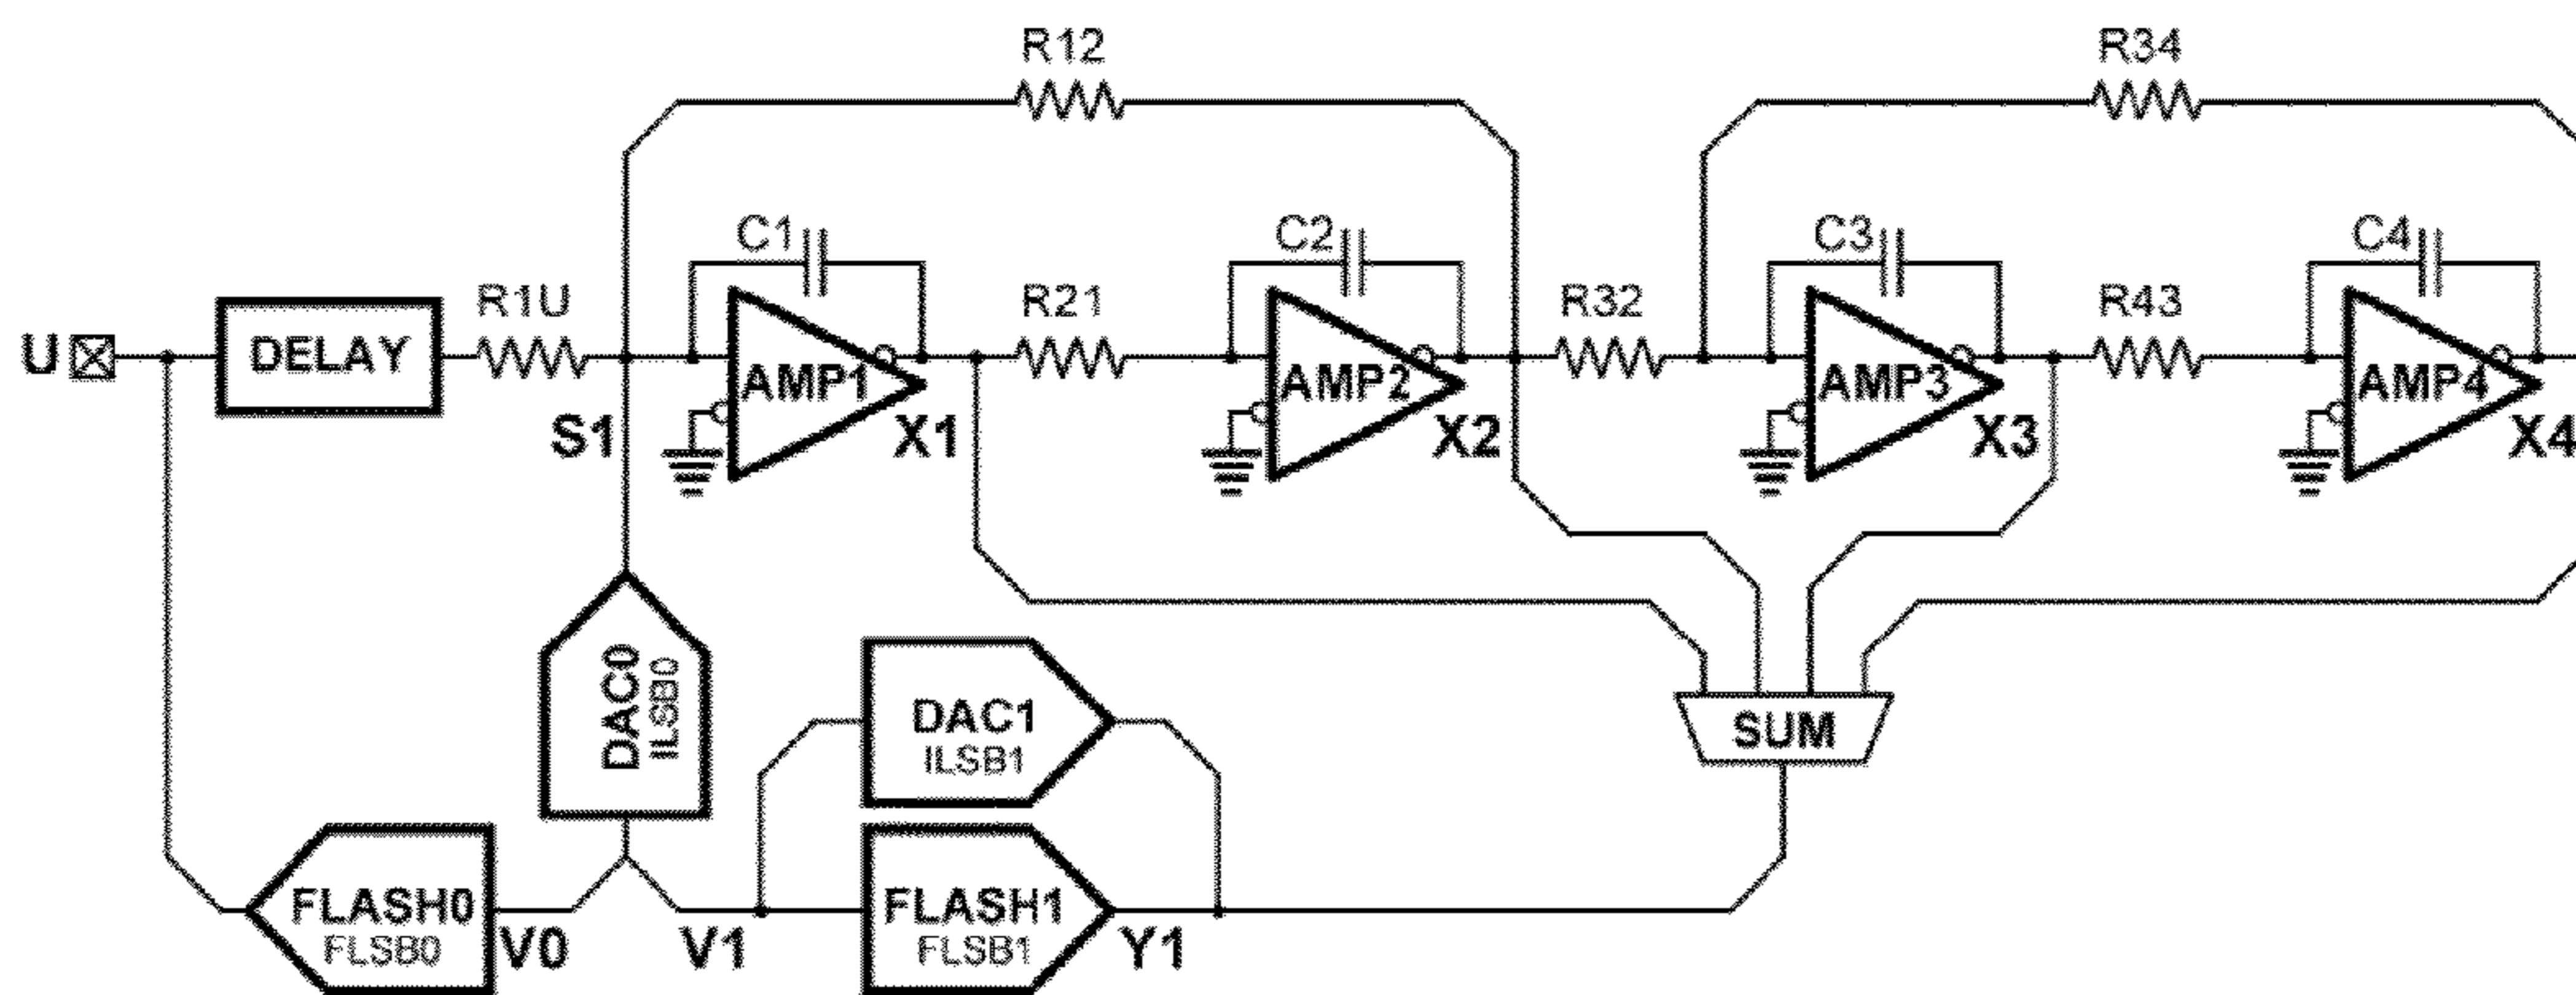 R12
R34
C1
C2
C3
C4
R1U
R21
R32
R43
U
DELAY
AMP1
AMP2
AMP3
AMP4
S1
X1
X2
X3
X4
DAC0
ILSB0
DAC1
ILSB1
SUM
FLASH0
FLSB0
V0
V1
FLASH1
FLSB1
Y1